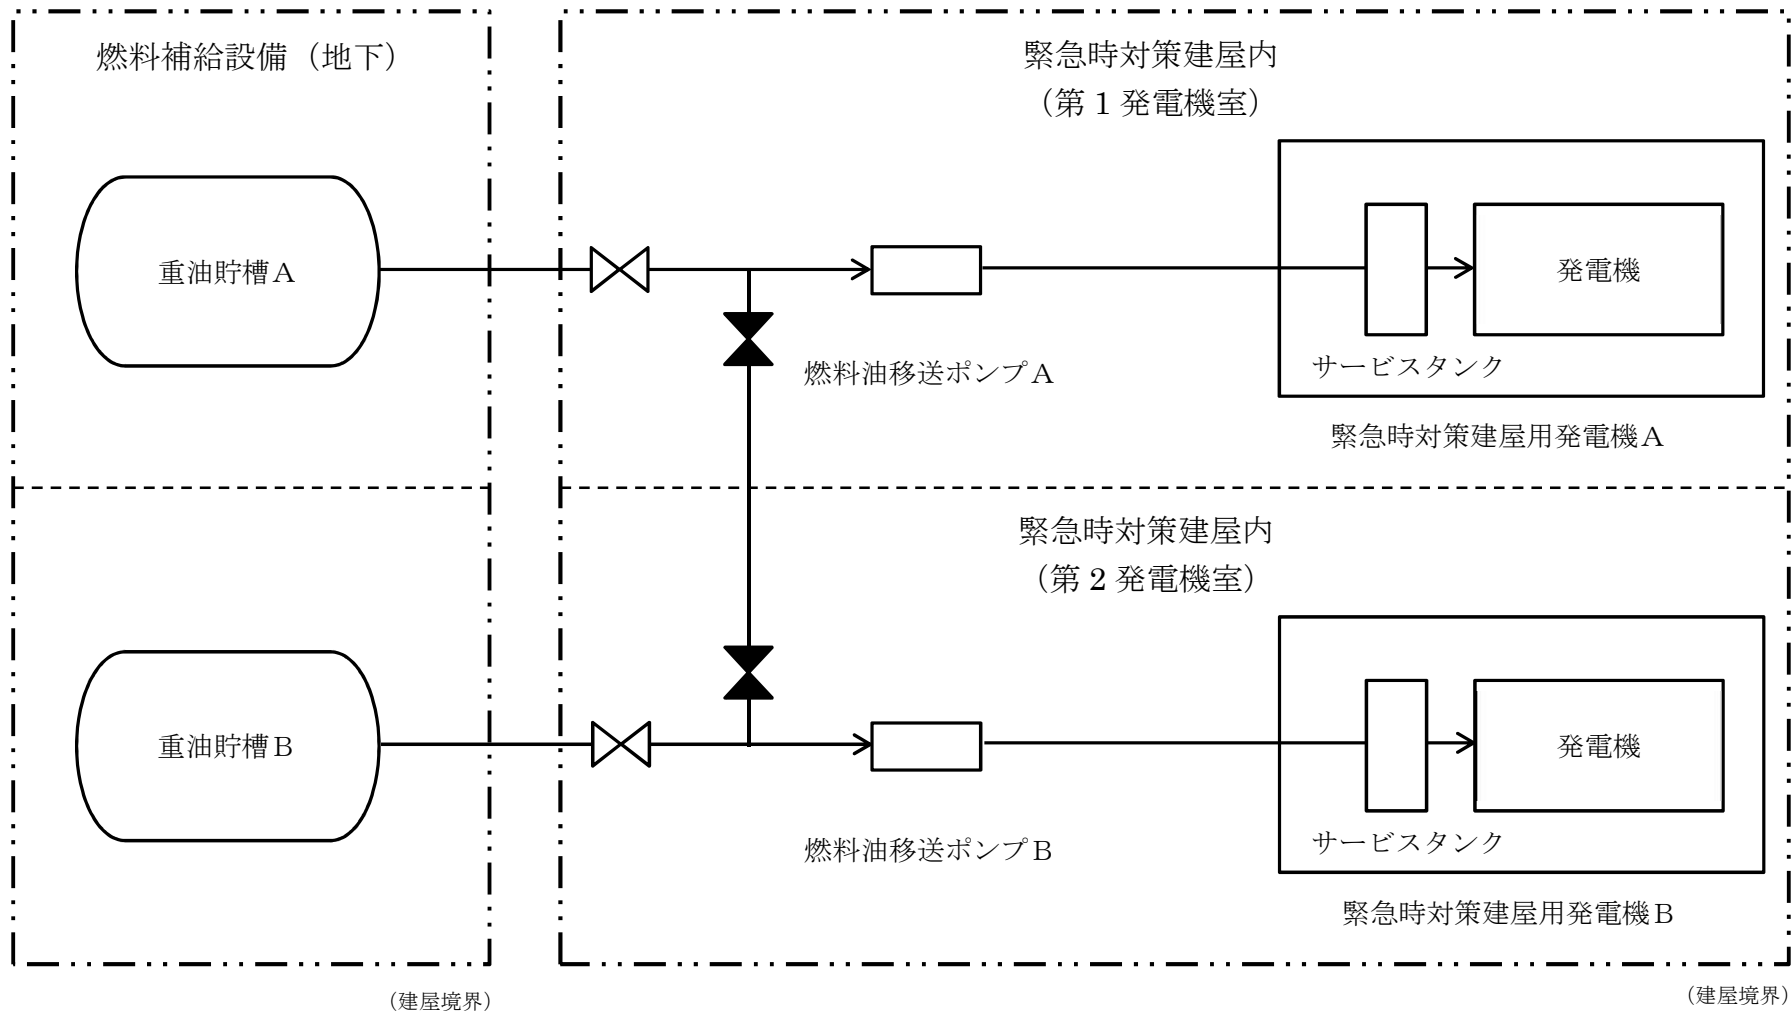 燃料補給設備（地下）
緊急時対策建屋内
（第１発電機室）
重油貯槽Ａ
発電機
燃料油移送ポンプＡ
サービスタンク
緊急時対策建屋用発電機Ａ
緊急時対策建屋内
（第２発電機室）
重油貯槽Ｂ
発電機
燃料油移送ポンプＢ
サービスタンク
緊急時対策建屋用発電機Ｂ
（建屋境界）
（建屋境界）